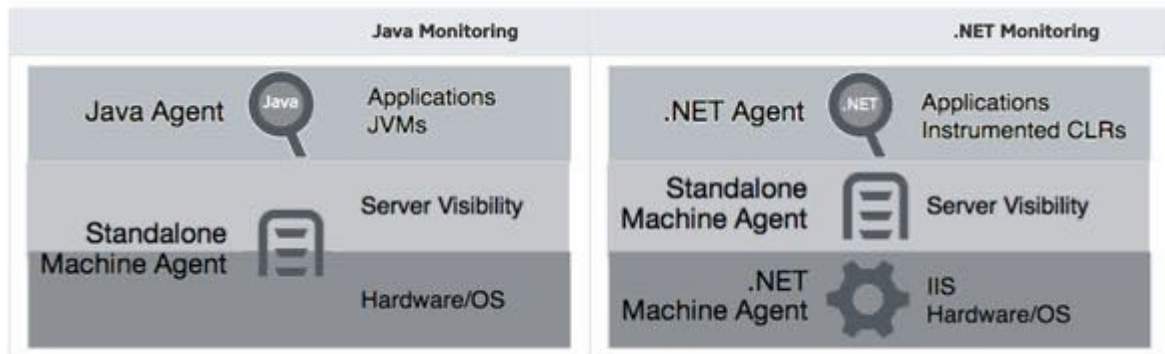 Java Monitoring
Java Agent
Java
Applications
JVMs
Standalone
Machine Agent
Server Visibility
Hardware/OS
.NET Monitoring
.NET Agent
.NET
Applications
Instrumented CLRs
Standalone
Machine Agent
Server Visibility
.NET
Machine Agent
IIS
Hardware/OS